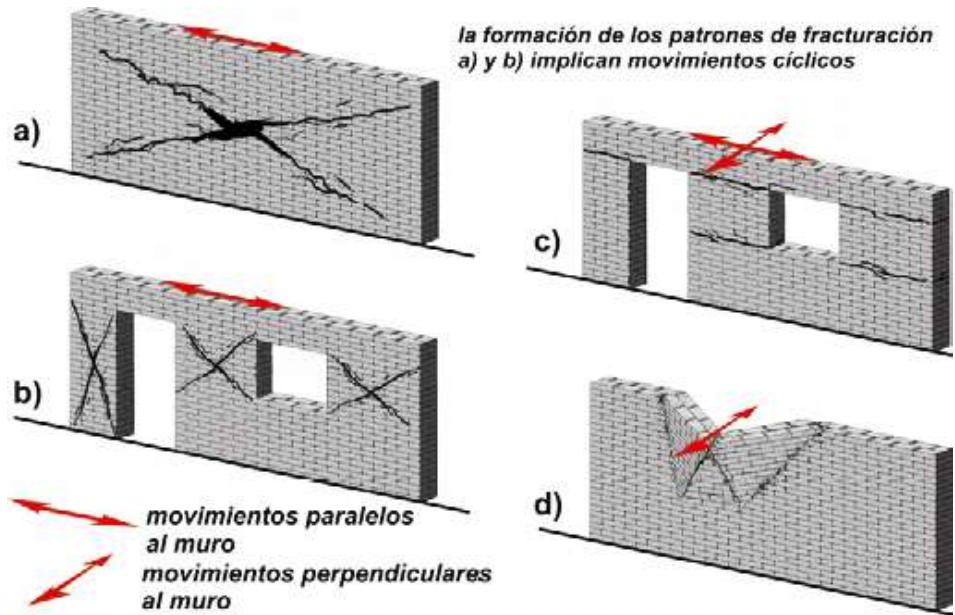 la formación de los patrones de fracturación
a) y b) implican movimientos cíclicos
a)
c)
b)
d)
movimientos paralelos
al muro
movimientos perpendiculares
al muro